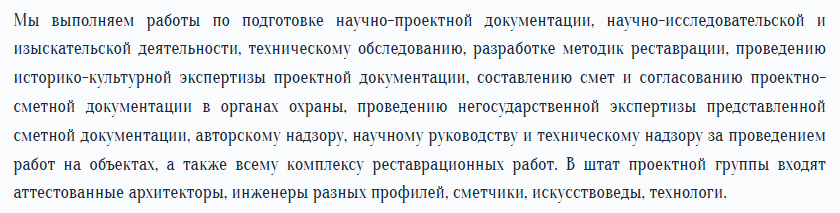 Мы выполняем работы по подготовке научно-проектной документации, научно-исследовательской и
изыскательской деятельности, техническому обследованию, разработке методик реставрации, проведению
историко-культурной экспертизы проектной документации, составлению смет и согласованию проектно-
сметной документации в органах охраны, проведению негосударственной экспертизы представленной
сметной документации, авторскому надзору, научному руководству и техническому надзору за проведением
работ на объектах, а также всему комплексу реставрационных работ. В штат проектной группы входят
аттестованные архитекторы, инженеры разных профилей, сметчики, искусствоведы, технологи.